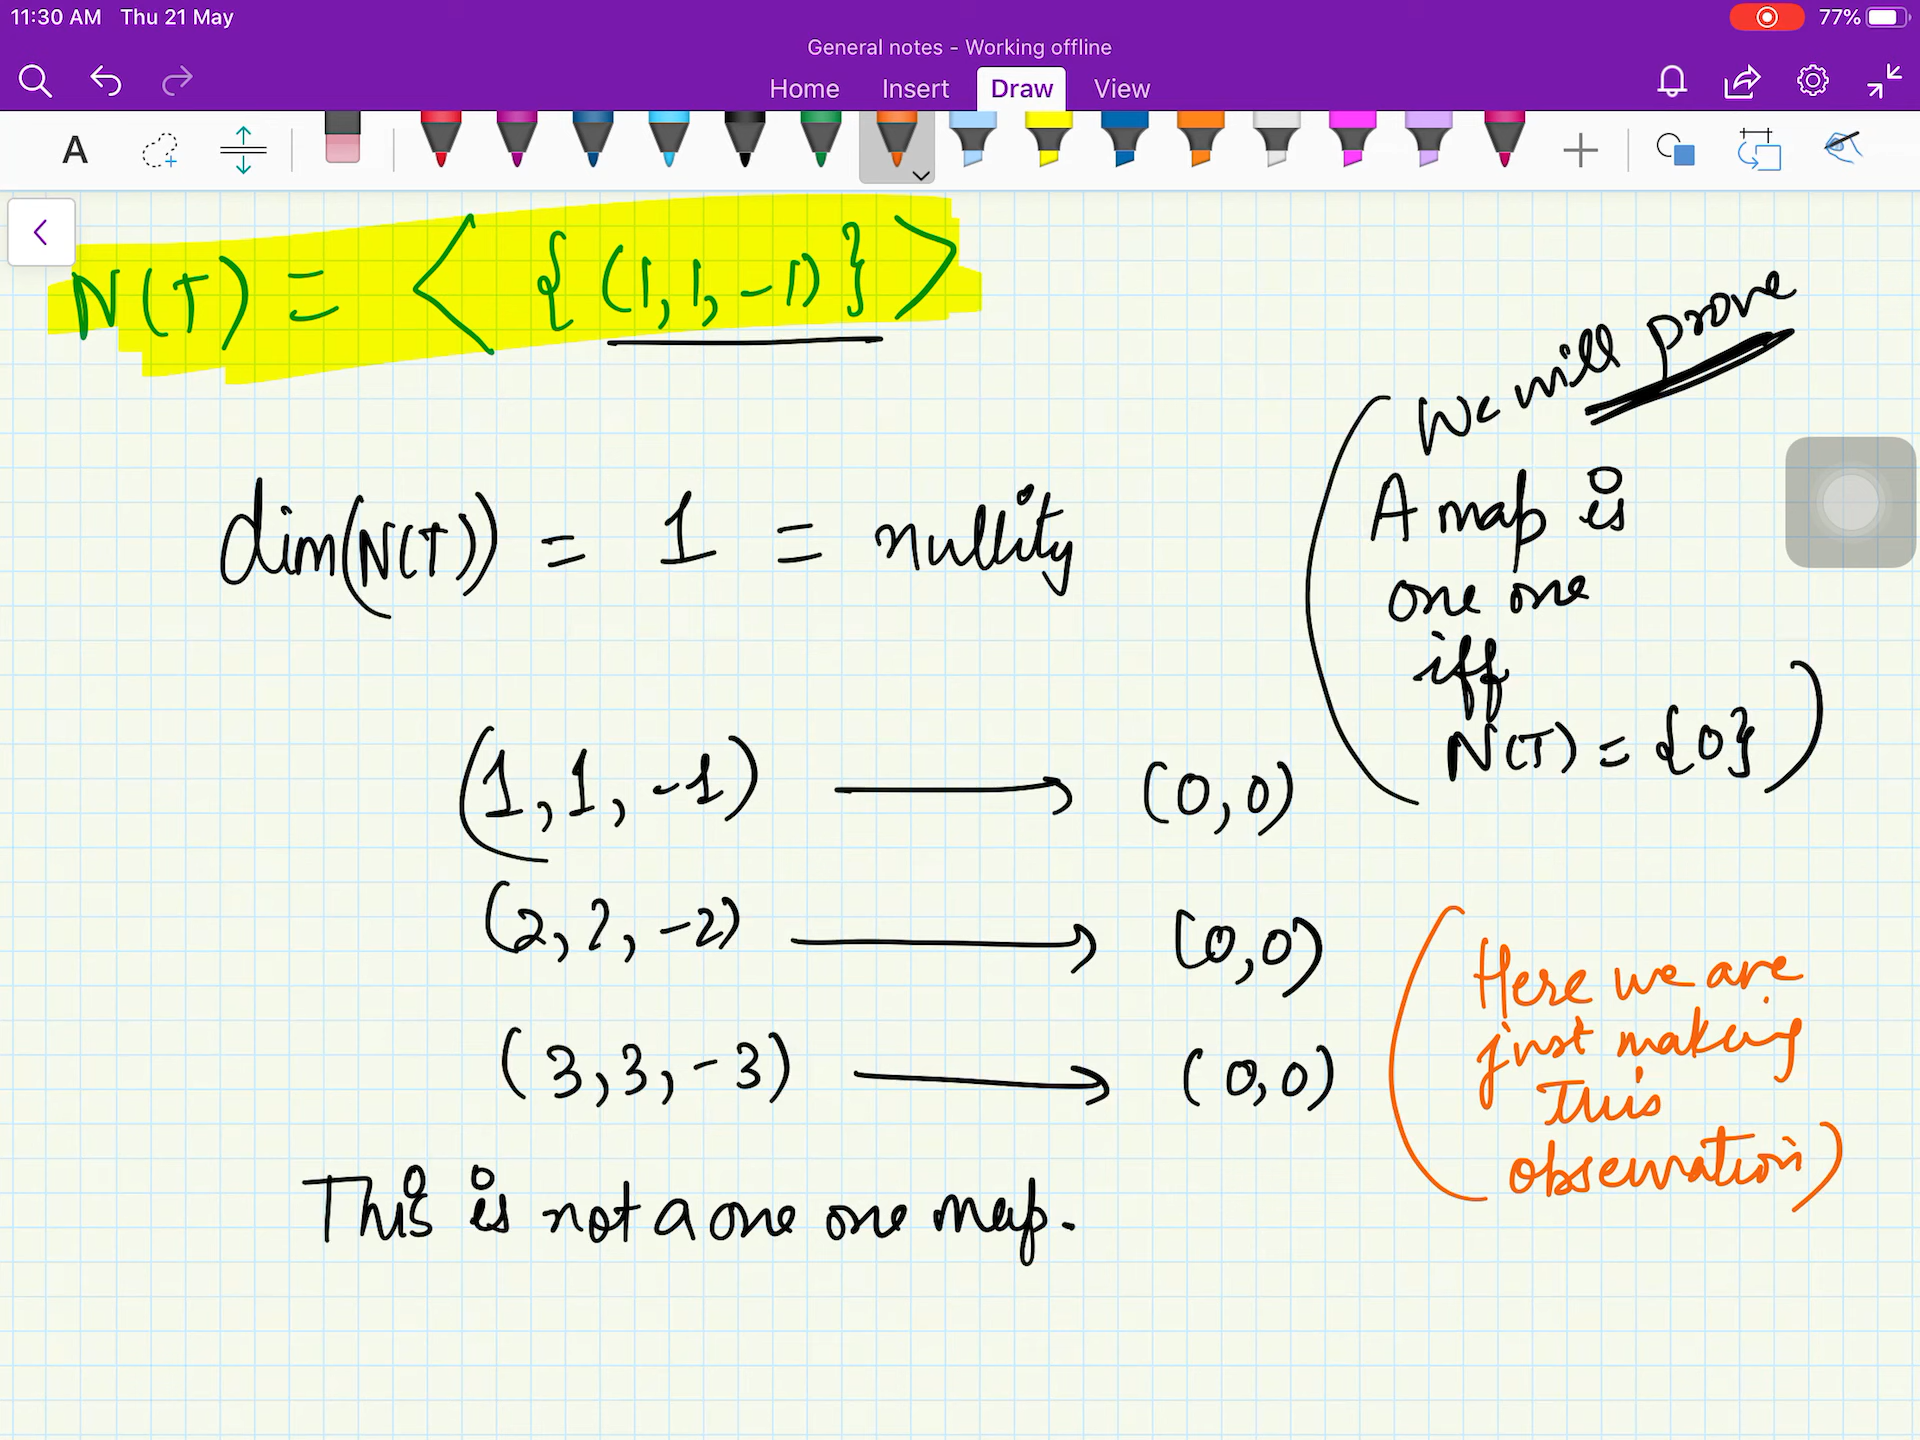 11:30 AM Thu 21 May
77%
General notes - Working offline
Home Insert Draw View
A
N(T) = < {(1,1,-1)} >
dim(N(T)) = 1 = nullity
(We will prove
A map is
one one
iff
N(T) = {0})
(1,1,-1) ⟶ (0,0)
(2,2,-2) ⟶ (0,0)
(3,3,-3) ⟶ (0,0)
(Here we are
just making
this
observation)
This is not a one one map.